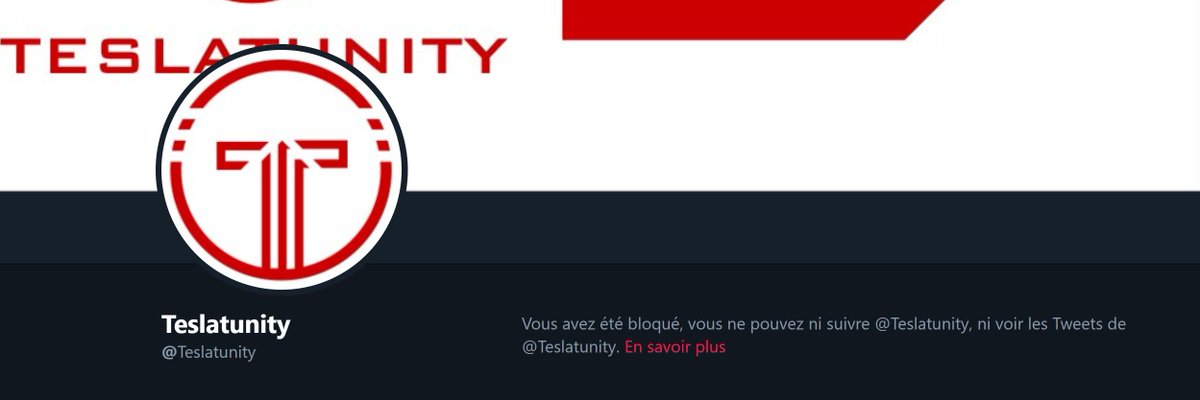 TESLATUNITY
Teslatunity
@Teslatunity
Vous avez été bloqué, vous ne pouvez ni suivre @Teslatunity, ni voir les Tweets de
@Teslatunity. En savoir plus